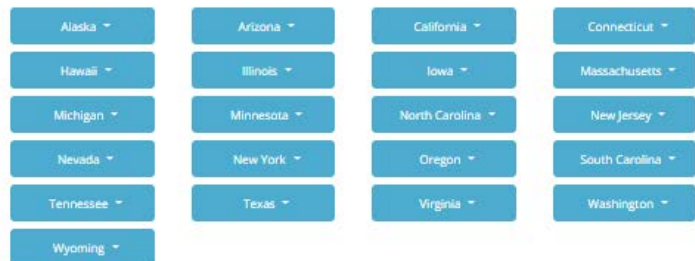 Alaska
Arizona
California
Connecticut
Hawaii
Illinois
Iowa
Massachusetts
Michigan
Minnesota
North Carolina
New Jersey
Nevada
New York
Oregon
South Carolina
Tennessee
Texas
Virginia
Washington
Wyoming